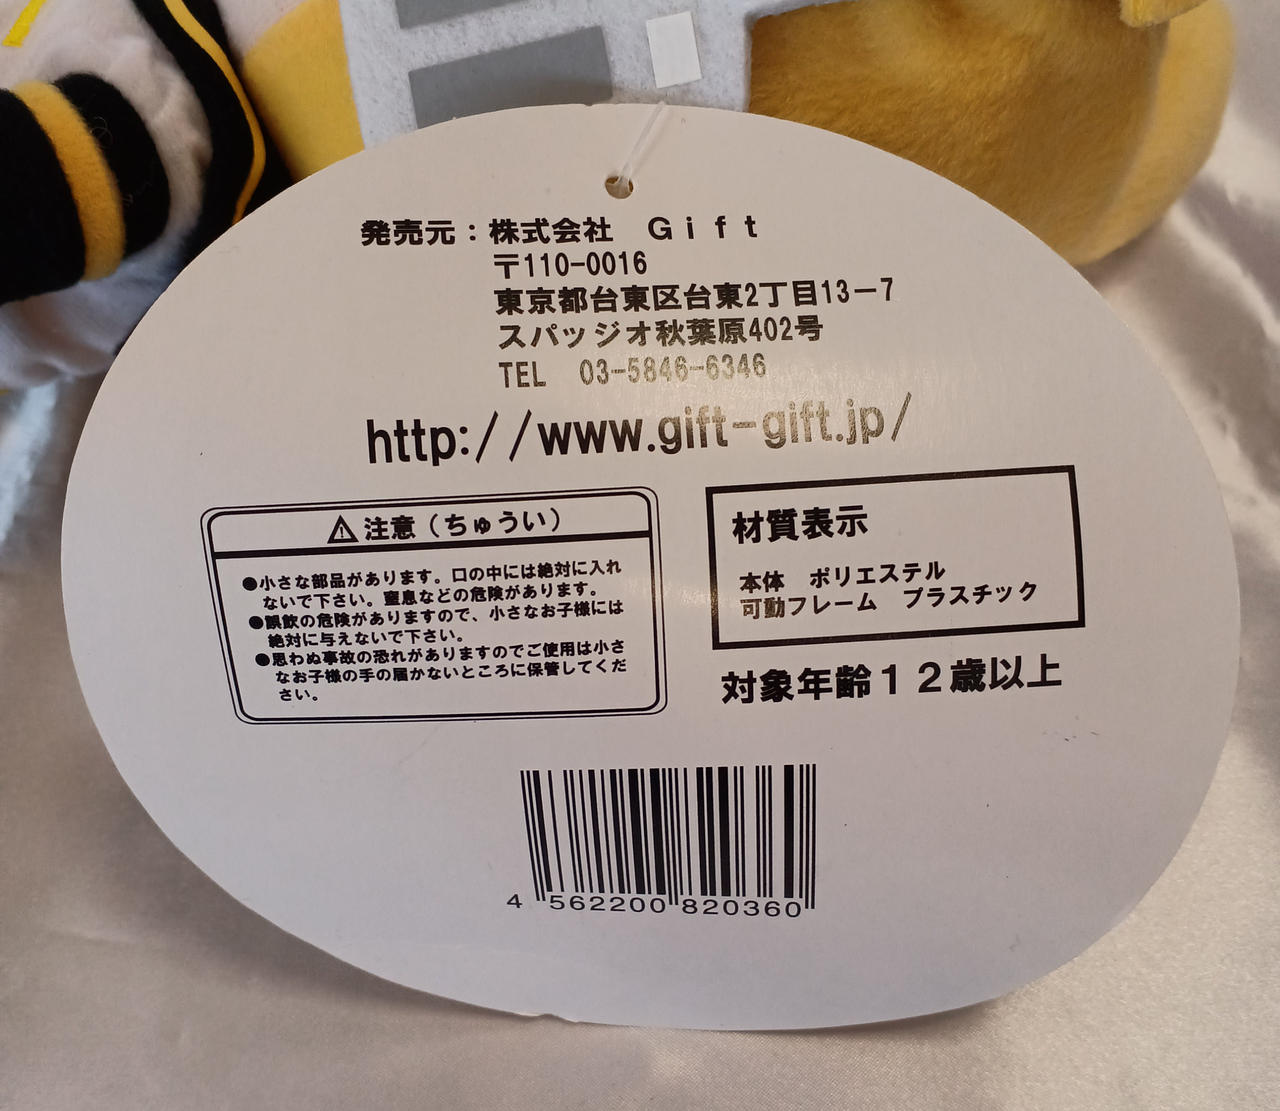 発売元：株式会社　Ｇｉｆｔ
〒110-0016
東京都台東区台東2丁目13－7
スパッジオ秋葉原402号
TEL　03-5846-6346
http://www.gift-gift.jp/
⚠注意（ちゅうい）
●小さな部品があります。口の中には絶対に入れ
ないで下さい。窒息などの危険があります。
●誤飲の危険がありますので、小さなお子様には
絶対に与えないで下さい。
●思わぬ事故の恐れがありますのでご使用は小さ
なお子様の手の届かないところに保管してくだ
さい。
材質表示
本体　ポリエステル
可動フレーム　プラスチック
対象年齢１２歳以上
4 562200 820360